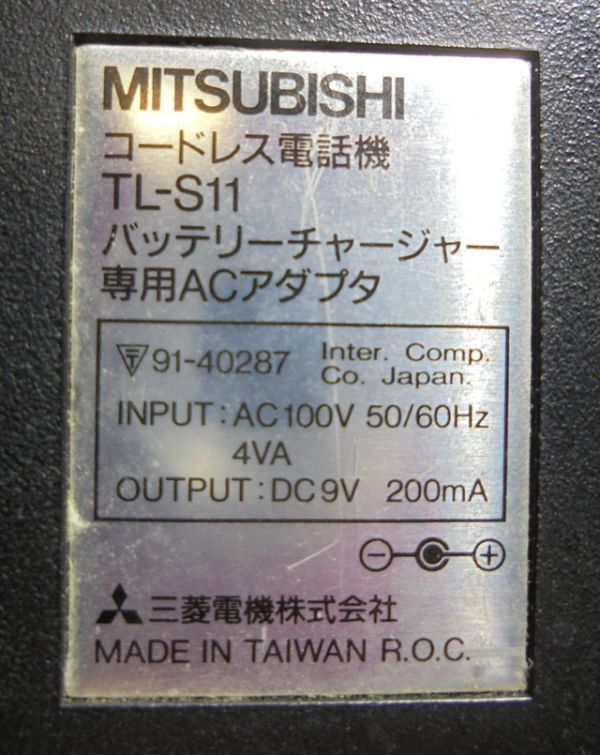 MITSUBISHI
コードレス電話機
TL-S11
バッテリーチャージャー
専用ACアダプタ
91-40287 Inter. Comp.
Co. Japan.
INPUT:AC100V 50/60Hz
4VA
OUTPUT:DC9V 200mA
三菱電機株式会社
MADE IN TAIWAN R.O.C.